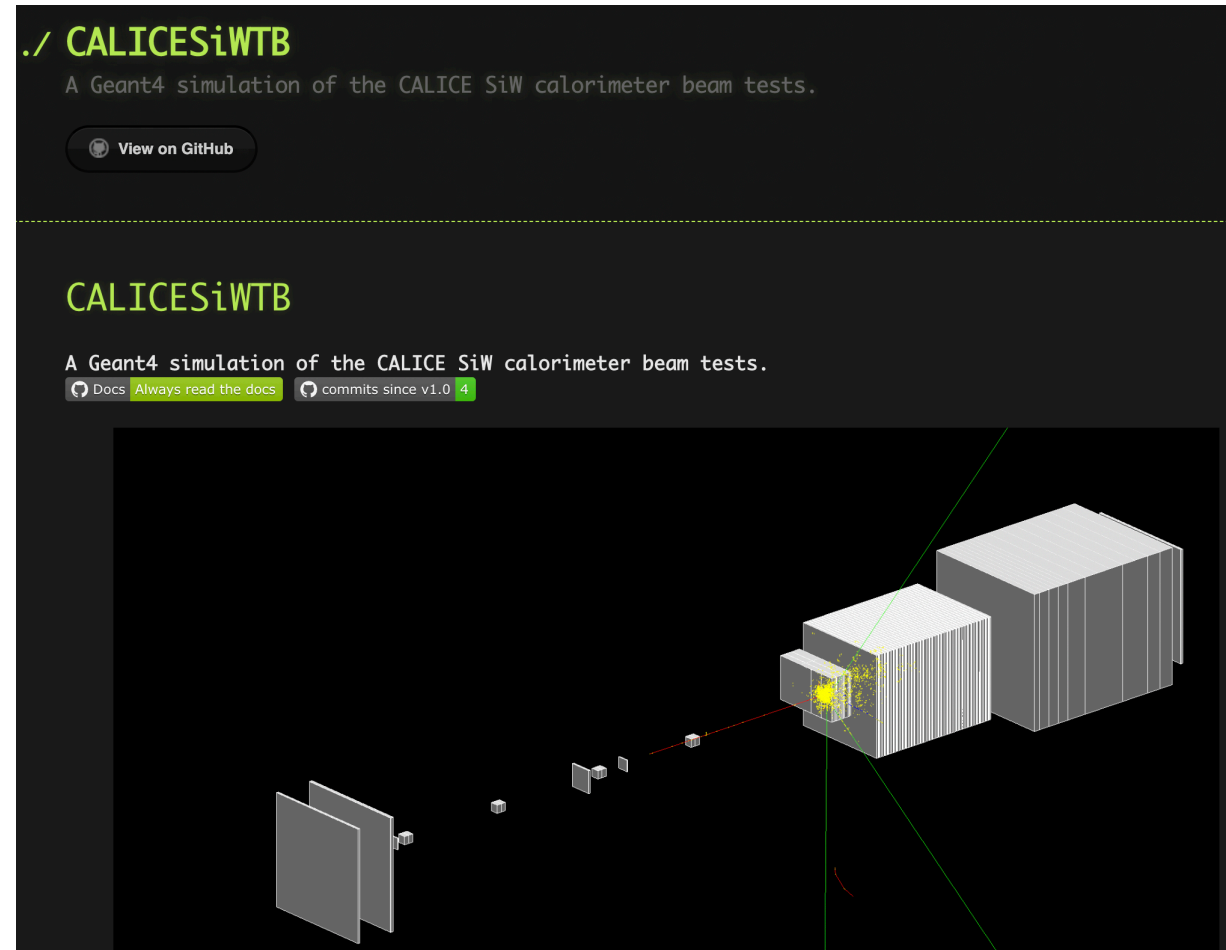 ./ CALICESiWTB
A Geant4 simulation of the CALICE SiW calorimeter beam tests.
View on GitHub
CALICESiWTB
A Geant4 simulation of the CALICE SiW calorimeter beam tests.
Docs Always read the docs commits since v1.0 4